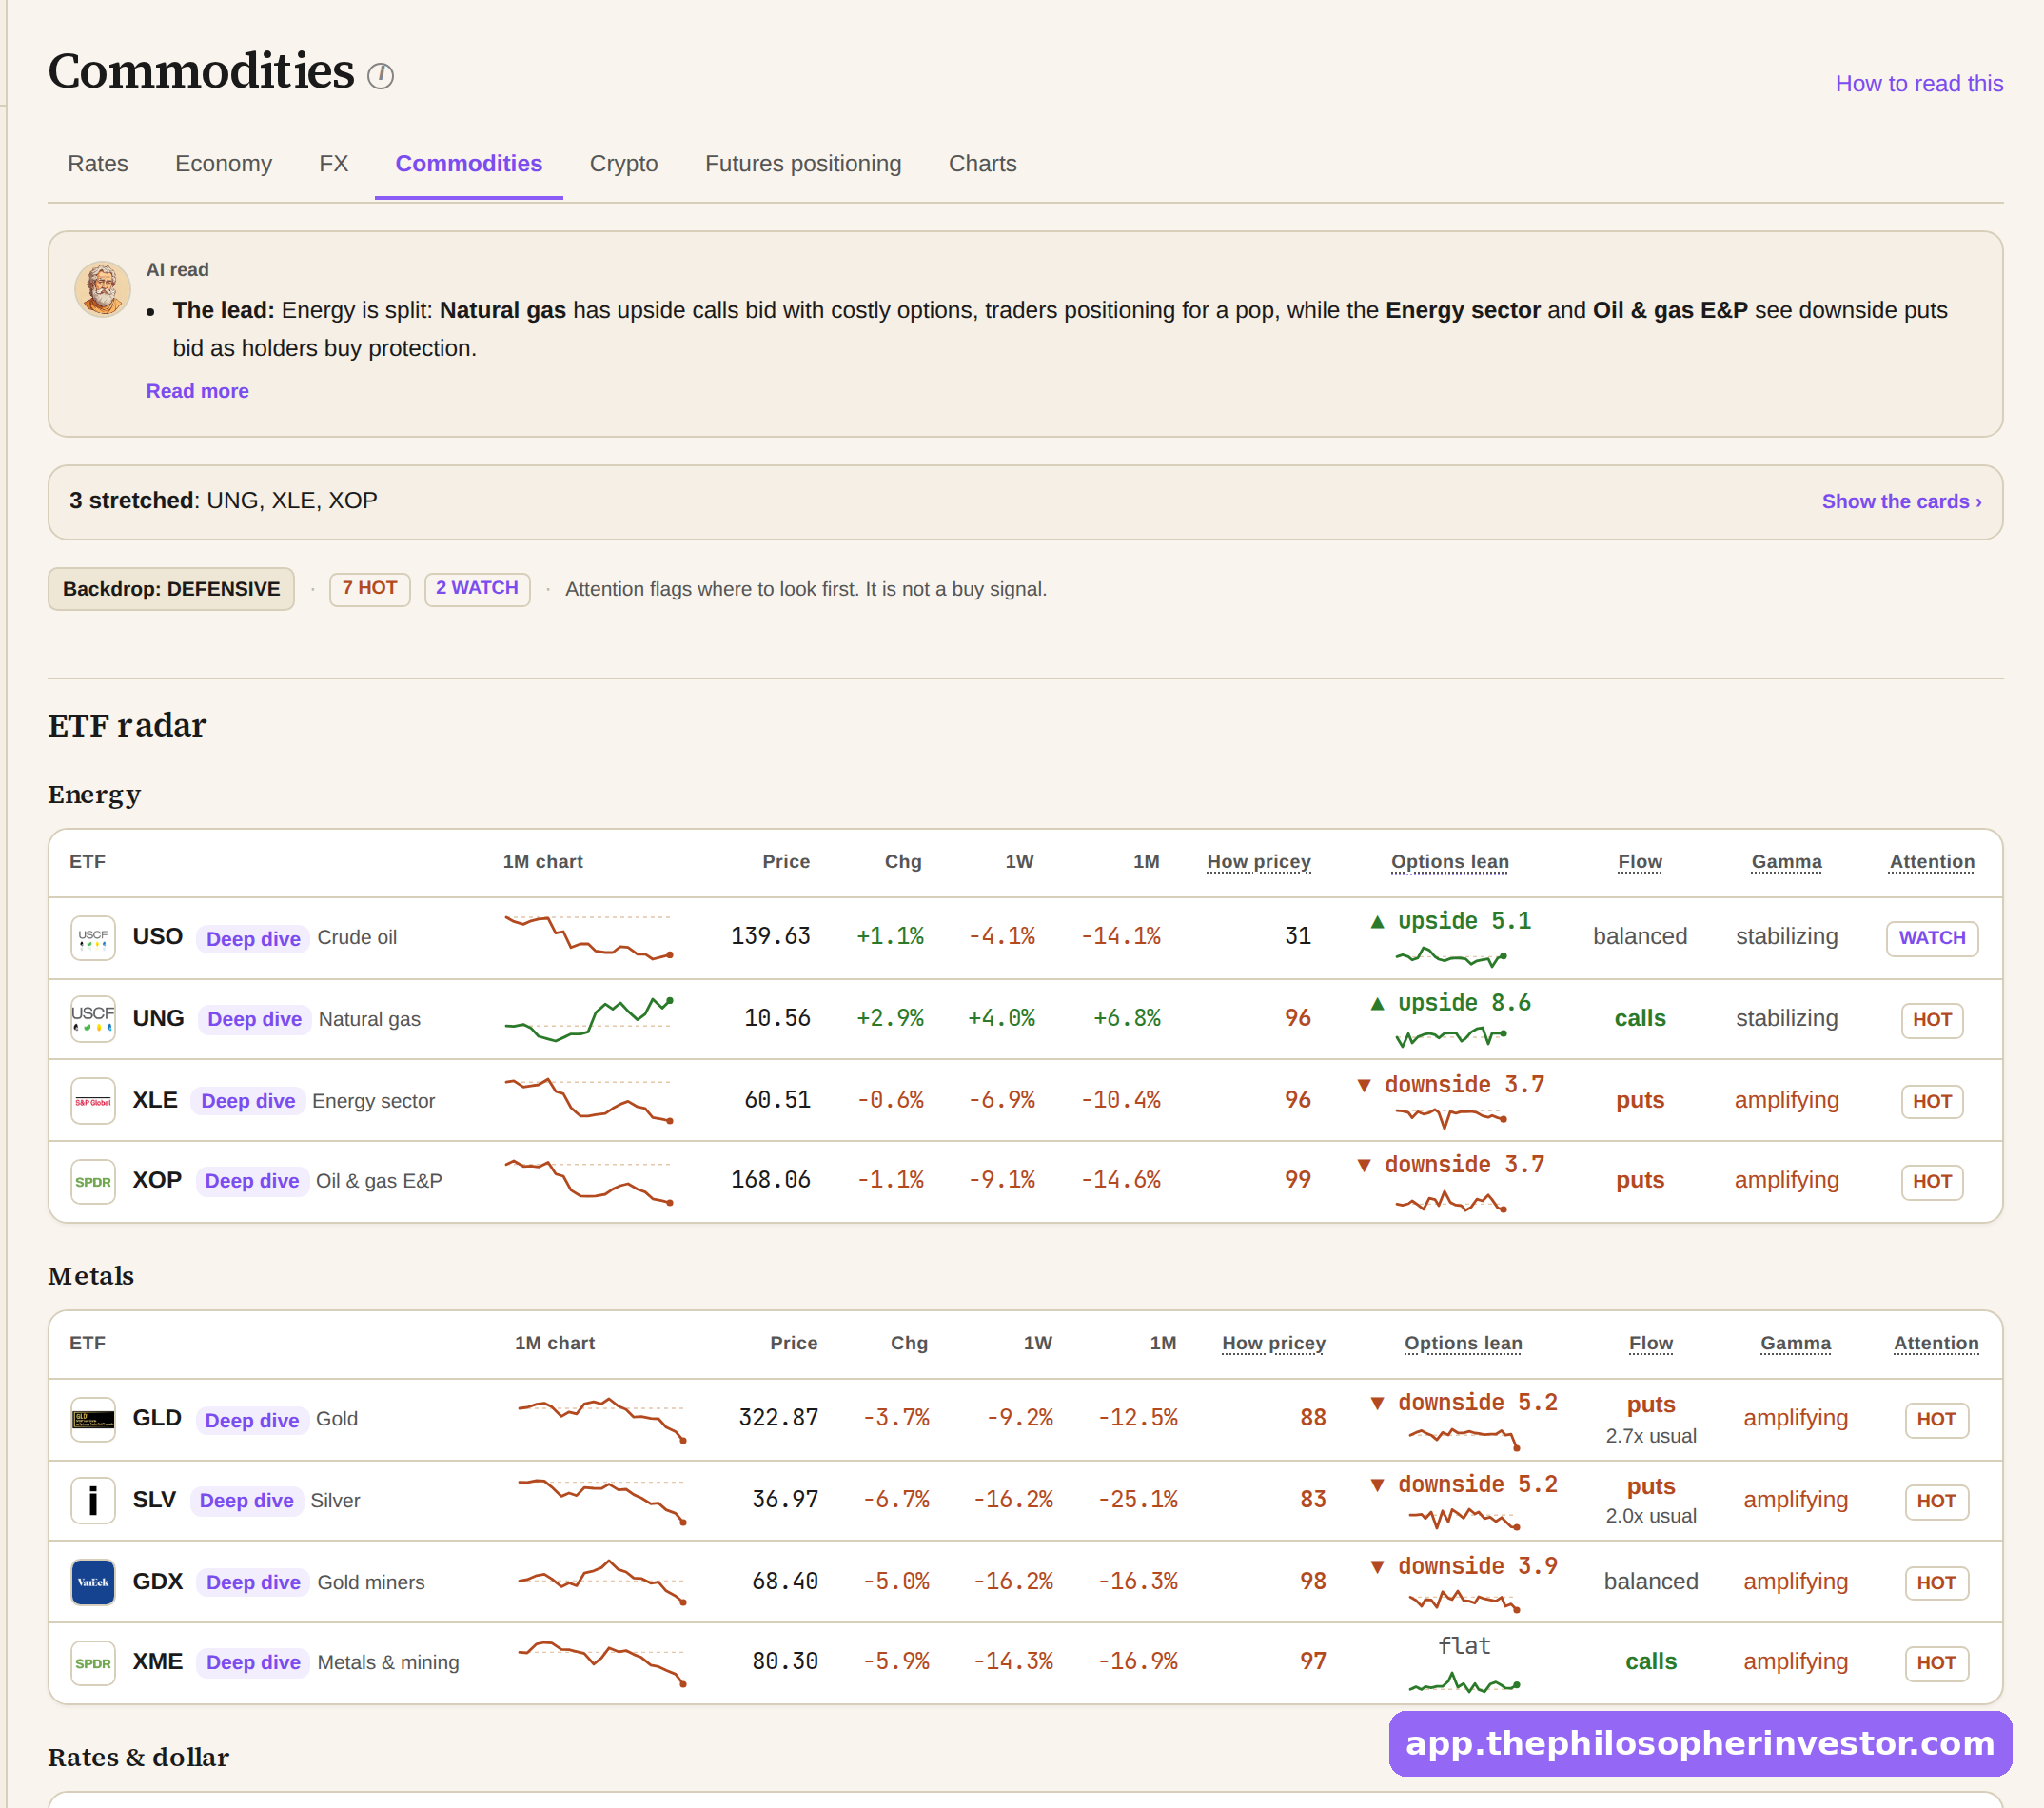 Commodities i
How to read this
Rates Economy FX Commodities Crypto Futures positioning Charts
AI read
• The lead: Energy is split: Natural gas has upside calls bid with costly options, traders positioning for a pop, while the Energy sector and Oil & gas E&P see downside puts
bid as holders buy protection.
Read more
3 stretched: UNG, XLE, XOP
Show the cards ›
Backdrop: DEFENSIVE · 7 HOT 2 WATCH · Attention flags where to look first. It is not a buy signal.
ETF radar
Energy
ETF 1M chart Price Chg 1W 1M How pricey Options lean Flow Gamma Attention
USCF USO Deep dive Crude oil 139.63 +1.1% -4.1% -14.1% 31 ▲ upside 5.1 balanced stabilizing WATCH
USCF UNG Deep dive Natural gas 10.56 +2.9% +4.0% +6.8% 96 ▲ upside 8.6 calls stabilizing HOT
S&P Global XLE Deep dive Energy sector 60.51 -0.6% -6.9% -10.4% 96 ▼ downside 3.7 puts amplifying HOT
SPDR XOP Deep dive Oil & gas E&P 168.06 -1.1% -9.1% -14.6% 99 ▼ downside 3.7 puts amplifying HOT
Metals
ETF 1M chart Price Chg 1W 1M How pricey Options lean Flow Gamma Attention
GLD GLD Deep dive Gold 322.87 -3.7% -9.2% -12.5% 88 ▼ downside 5.2 puts amplifying HOT
2.7x usual
i SLV Deep dive Silver 36.97 -6.7% -16.2% -25.1% 83 ▼ downside 5.2 puts amplifying HOT
2.0x usual
VanEck GDX Deep dive Gold miners 68.40 -5.0% -16.2% -16.3% 98 ▼ downside 3.9 balanced amplifying HOT
SPDR XME Deep dive Metals & mining 80.30 -5.9% -14.3% -16.9% 97 flat calls amplifying HOT
app.thephilosopherinvestor.com
Rates & dollar